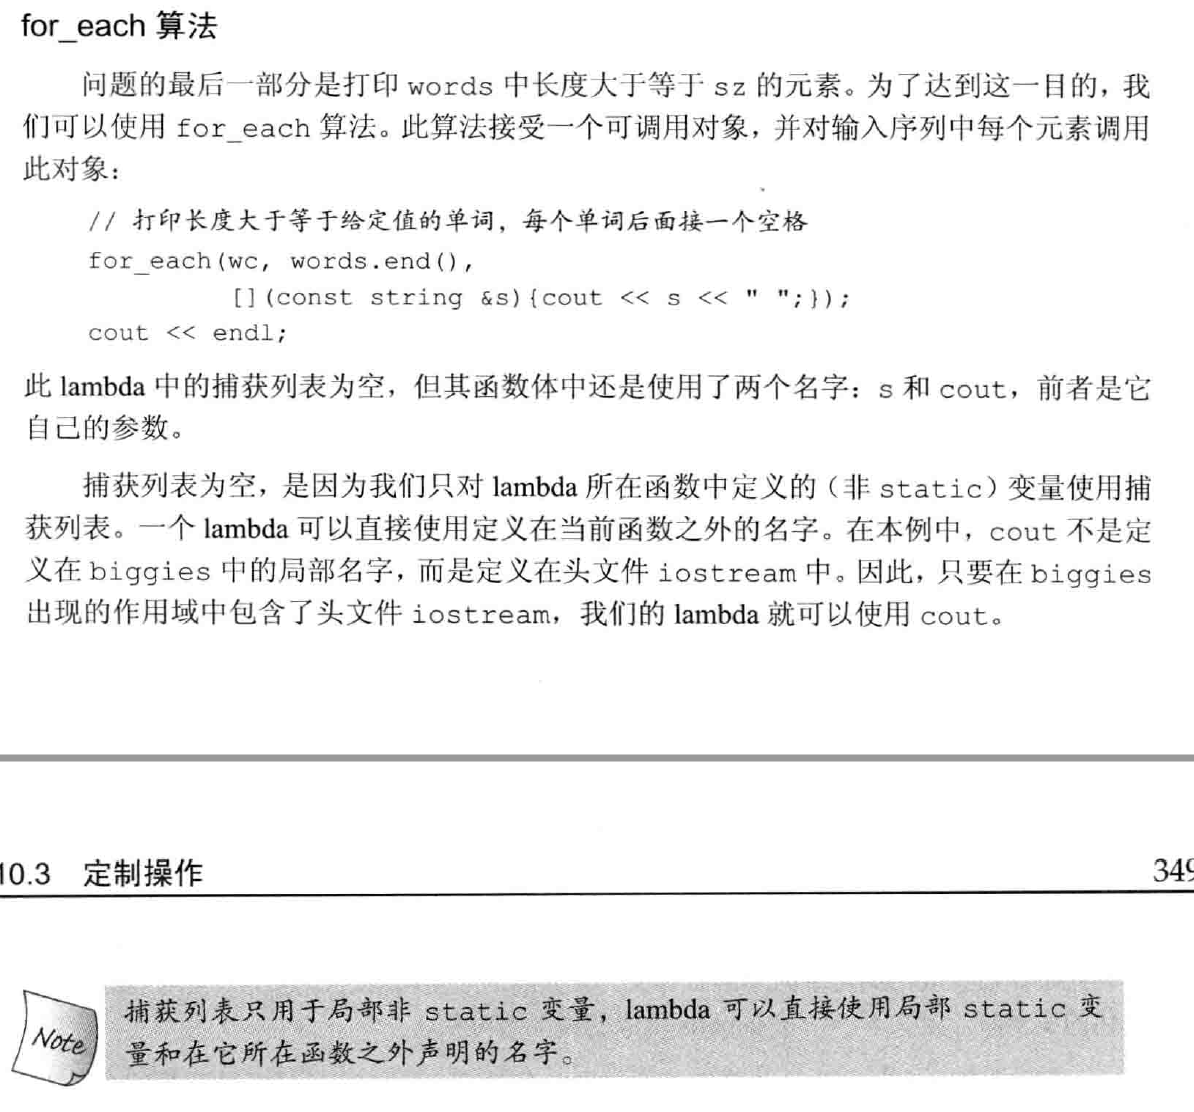 for_each 算法
问题的最后一部分是打印 words 中长度大于等于 sz 的元素。为了达到这一目的，我
们可以使用 for_each 算法。此算法接受一个可调用对象，并对输入序列中每个元素调用
此对象：
// 打印长度大于等于给定值的单词，每个单词后面接一个空格
for_each(wc, words.end(),
[](const string &s){cout << s << " ";});
cout << endl;
此 lambda 中的捕获列表为空，但其函数体中还是使用了两个名字：s 和 cout，前者是它
自己的参数。
捕获列表为空，是因为我们只对 lambda 所在函数中定义的（非 static）变量使用捕
获列表。一个 lambda 可以直接使用定义在当前函数之外的名字。在本例中，cout 不是定
义在 biggies 中的局部名字，而是定义在头文件 iostream 中。因此，只要在 biggies
出现的作用域中包含了头文件 iostream，我们的 lambda 就可以使用 cout。
10.3 定制操作
349
Note
捕获列表只用于局部非 static 变量，lambda 可以直接使用局部 static 变
量和在它所在函数之外声明的名字。